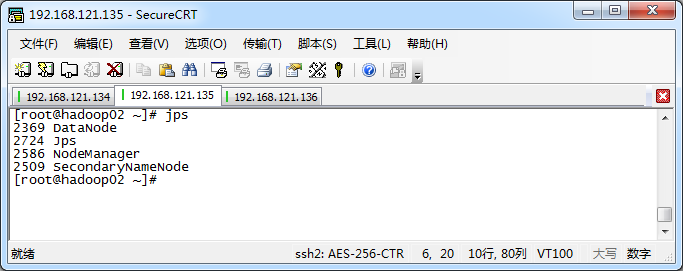 192.168.121.135 - SecureCRT
文件(F) 编辑(E) 查看(V) 选项(O) 传输(T) 脚本(S) 工具(L) 帮助(H)
192.168.121.134 192.168.121.135 192.168.121.136
[root@hadoop02 ~]# jps
2369 DataNode
2724 Jps
2586 NodeManager
2509 SecondaryNameNode
[root@hadoop02 ~]#
就绪 ssh2: AES-256-CTR 6, 20 10行, 80列 VT100 大写 数字